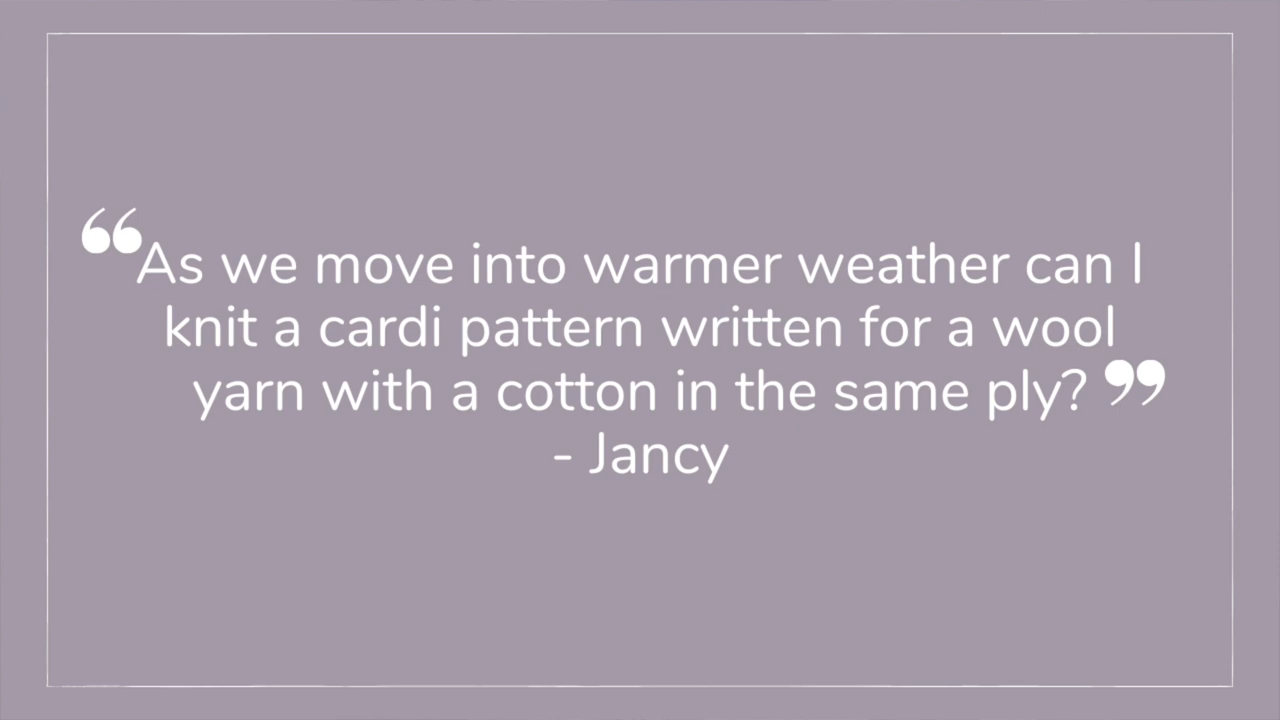 “As we move into warmer weather can I
knit a cardi pattern written for a wool
yarn with a cotton in the same ply?”
- Jancy